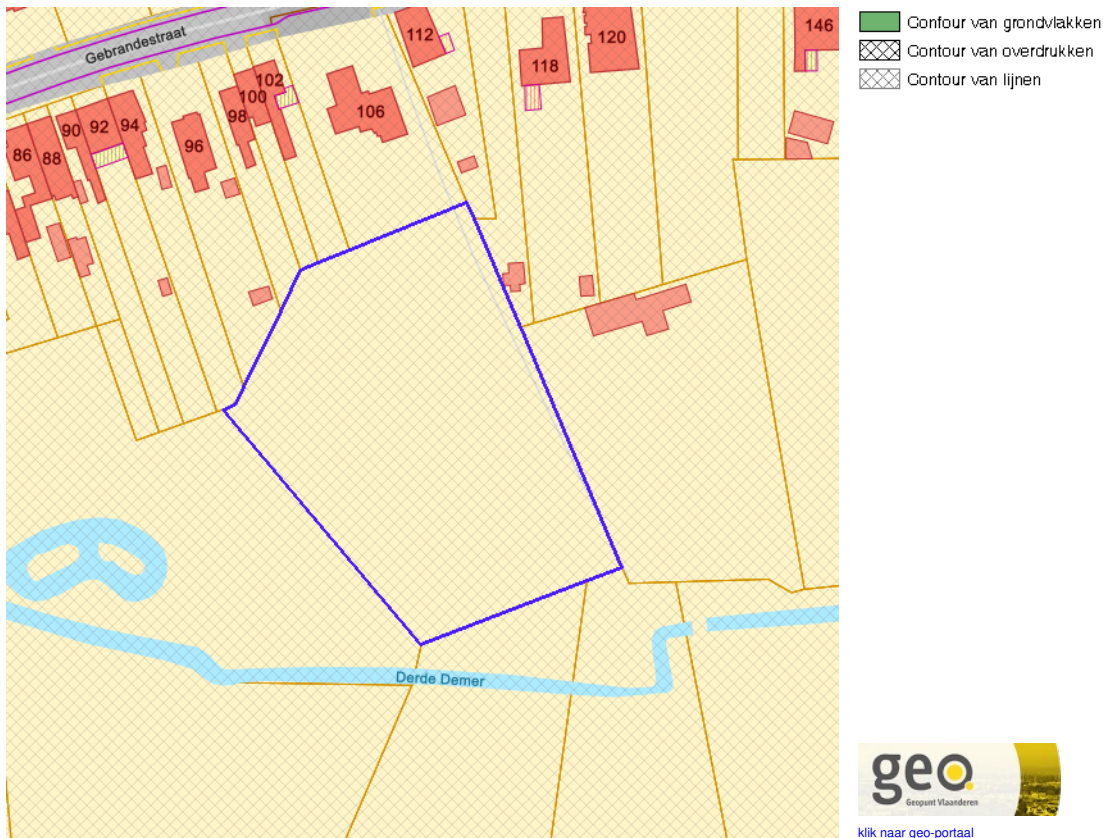 Gebrandestraat
112
118
120
146
102
100
98
106
90
92
94
96
86
88
Derde Demer
Contour van grondvlakken
Contour van overdrukken
Contour van lijnen
geo.
Geopunt Vlaanderen
klik naar geo-portaal